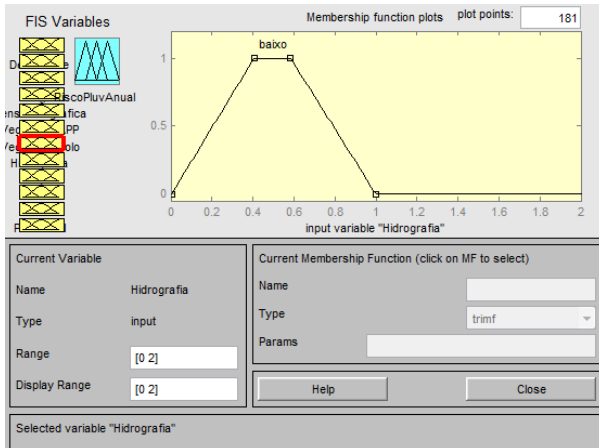 FIS Variables
Membership function plots plot points: 181
baixo
RiscoPluvAnual
1
0.5
0
0 0.2 0.4 0.6 0.8 1 1.2 1.4 1.6 1.8 2
input variable "Hidrografia"
Current Variable
Name Hidrografia
Type input
Range [0 2]
Display Range [0 2]
Current Membership Function (click on MF to select)
Name
Type trimf
Params
Help Close
Selected variable "Hidrografia"